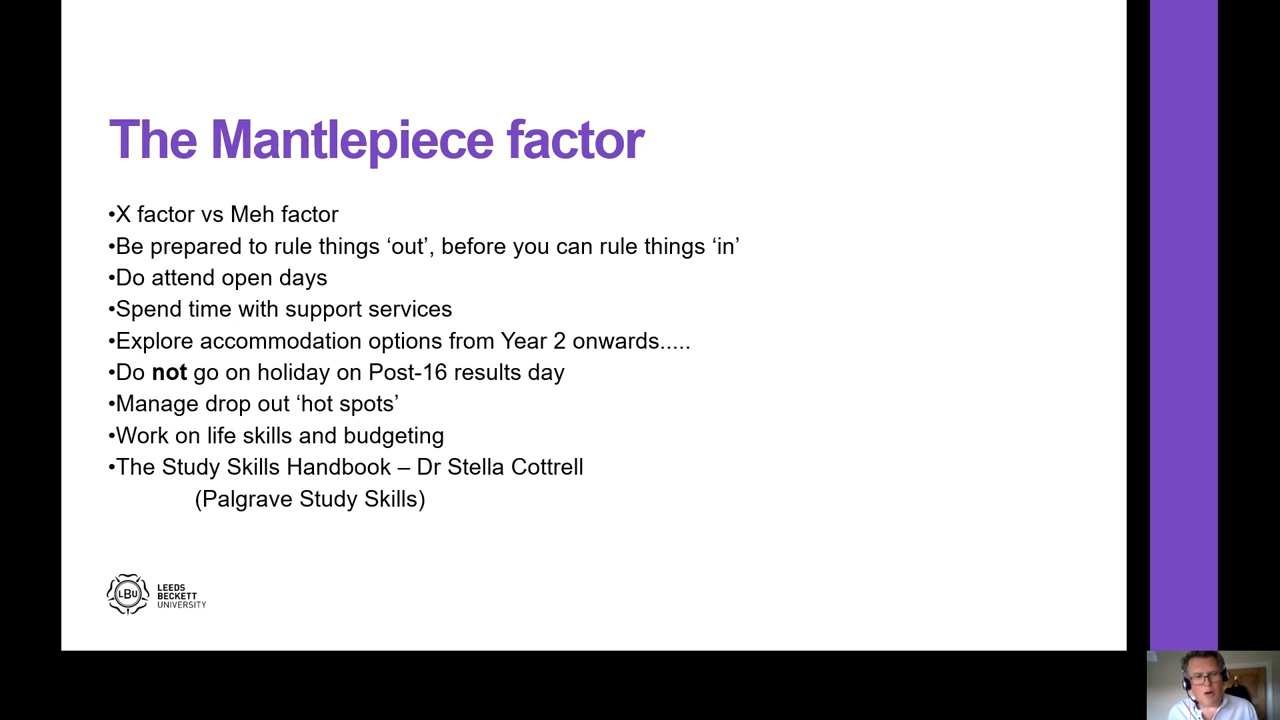 The Mantlepiece factor
•X factor vs Meh factor
•Be prepared to rule things ‘out’, before you can rule things ‘in’
•Do attend open days
•Spend time with support services
•Explore accommodation options from Year 2 onwards.....
•Do not go on holiday on Post-16 results day
•Manage drop out ‘hot spots’
•Work on life skills and budgeting
•The Study Skills Handbook – Dr Stella Cottrell
(Palgrave Study Skills)
LBU
LEEDS
BECKETT
UNIVERSITY